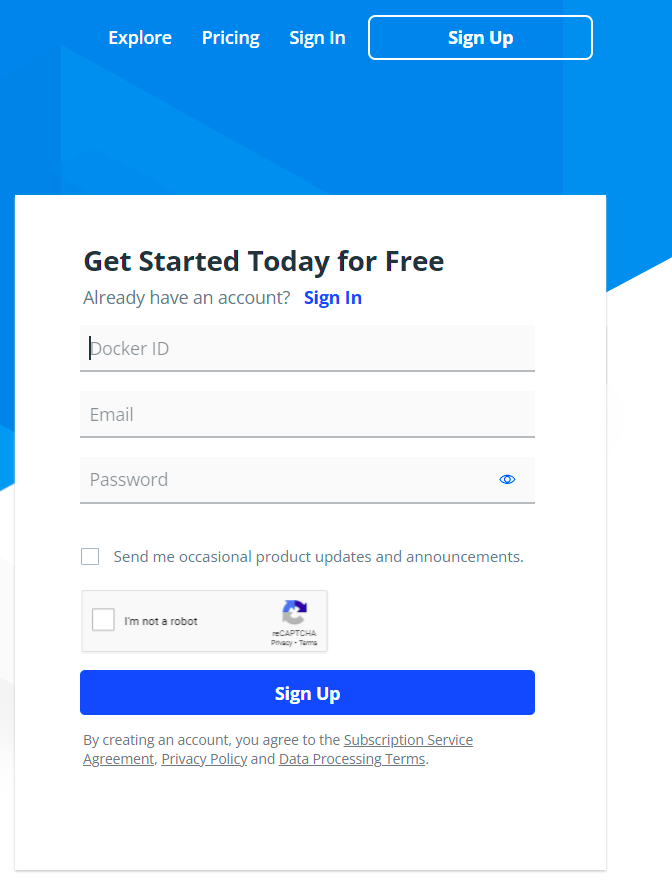 Explore Pricing Sign In Sign Up
Get Started Today for Free
Already have an account? Sign In
Docker ID
Email
Password
Send me occasional product updates and announcements.
I'm not a robot
reCAPTCHA
Privacy - Terms
Sign Up
By creating an account, you agree to the Subscription Service
Agreement, Privacy Policy and Data Processing Terms.